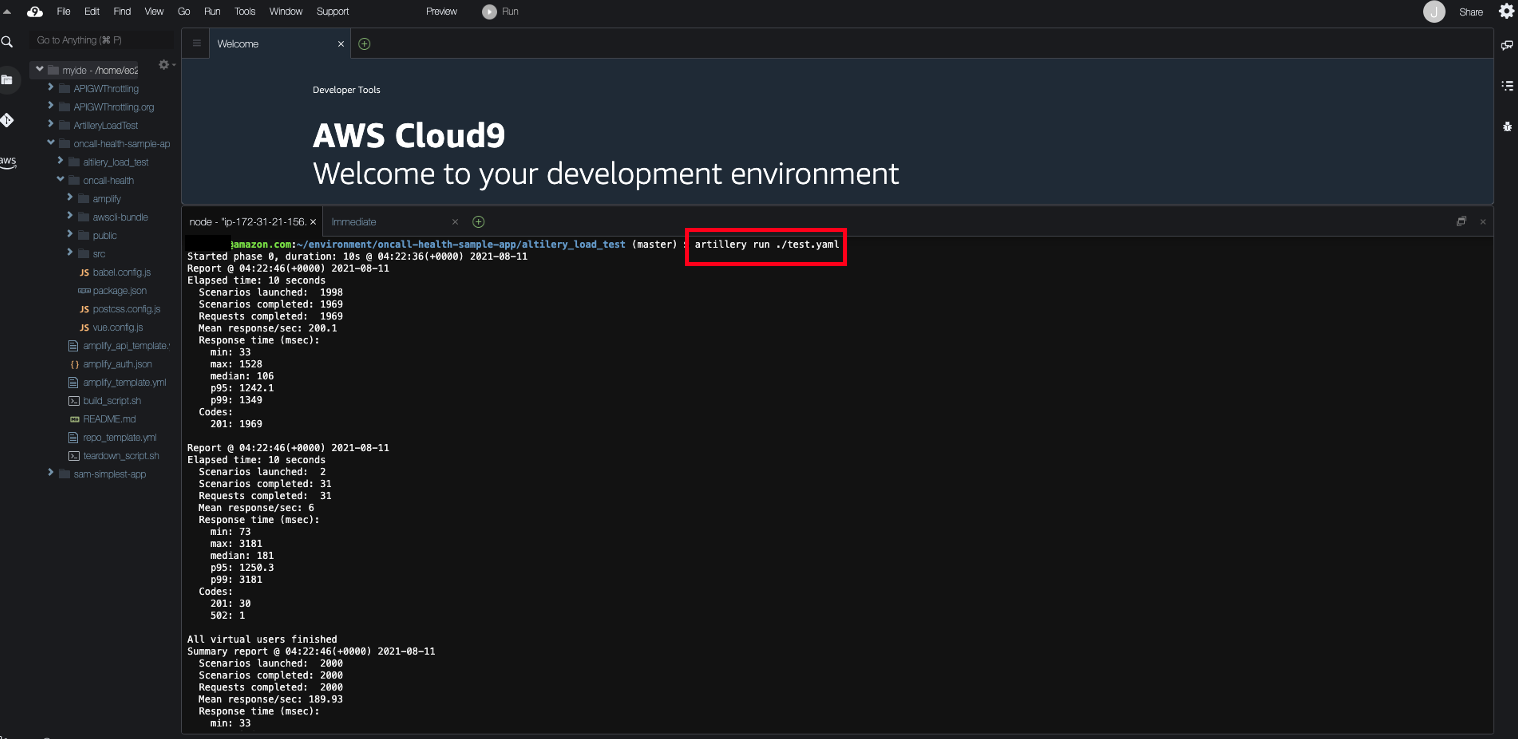 File Edit Find View Go Run Tools Window Support Preview Run J Share
Go to Anything (⌘ P)
myide - /home/ec2
APIGWThrottling
APIGWThrottling.org
ArtilleryLoadTest
oncall-health-sample-ap
altilery_load_test
oncall-health
amplify
awscli-bundle
public
src
JS babel.config.js
package.json
JS postcss.config.js
JS vue.config.js
amplify_api_template.y
{ } amplify_auth.json
amplify_template.yml
build_script.sh
README.md
repo_template.yml
teardown_script.sh
sam-simplest-app
aws
Welcome
Developer Tools
AWS Cloud9
Welcome to your development environment
node - "ip-172-31-21-156. Immediate
@amazon.com:~/environment/oncall-health-sample-app/altilery_load_test (master) $ artillery run ./test.yaml
Started phase 0, duration: 10s @ 04:22:36(+0000) 2021-08-11
Report @ 04:22:46(+0000) 2021-08-11
Elapsed time: 10 seconds
Scenarios launched: 1998
Scenarios completed: 1969
Requests completed: 1969
Mean response/sec: 200.1
Response time (msec):
min: 33
max: 1528
median: 106
p95: 1242.1
p99: 1349
Codes:
201: 1969
Report @ 04:22:46(+0000) 2021-08-11
Elapsed time: 10 seconds
Scenarios launched: 2
Scenarios completed: 31
Requests completed: 31
Mean response/sec: 6
Response time (msec):
min: 73
max: 3181
median: 181
p95: 1250.3
p99: 3181
Codes:
201: 30
502: 1
All virtual users finished
Summary report @ 04:22:46(+0000) 2021-08-11
Scenarios launched: 2000
Scenarios completed: 2000
Requests completed: 2000
Mean response/sec: 189.93
Response time (msec):
min: 33